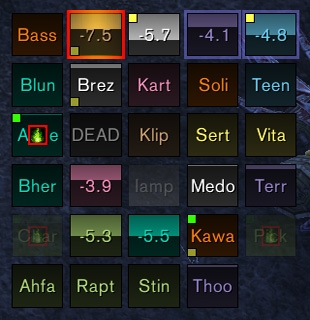 Bass -7.5 -5.7 -4.1 -4.8
Blun Brez Kart Soli Teen
DEAD Klipo Sert Vita
Bher -3.9 lamp Medo Terr
-5.3 -5.5 Kawa
Ahfa Rapt Stin Thoo